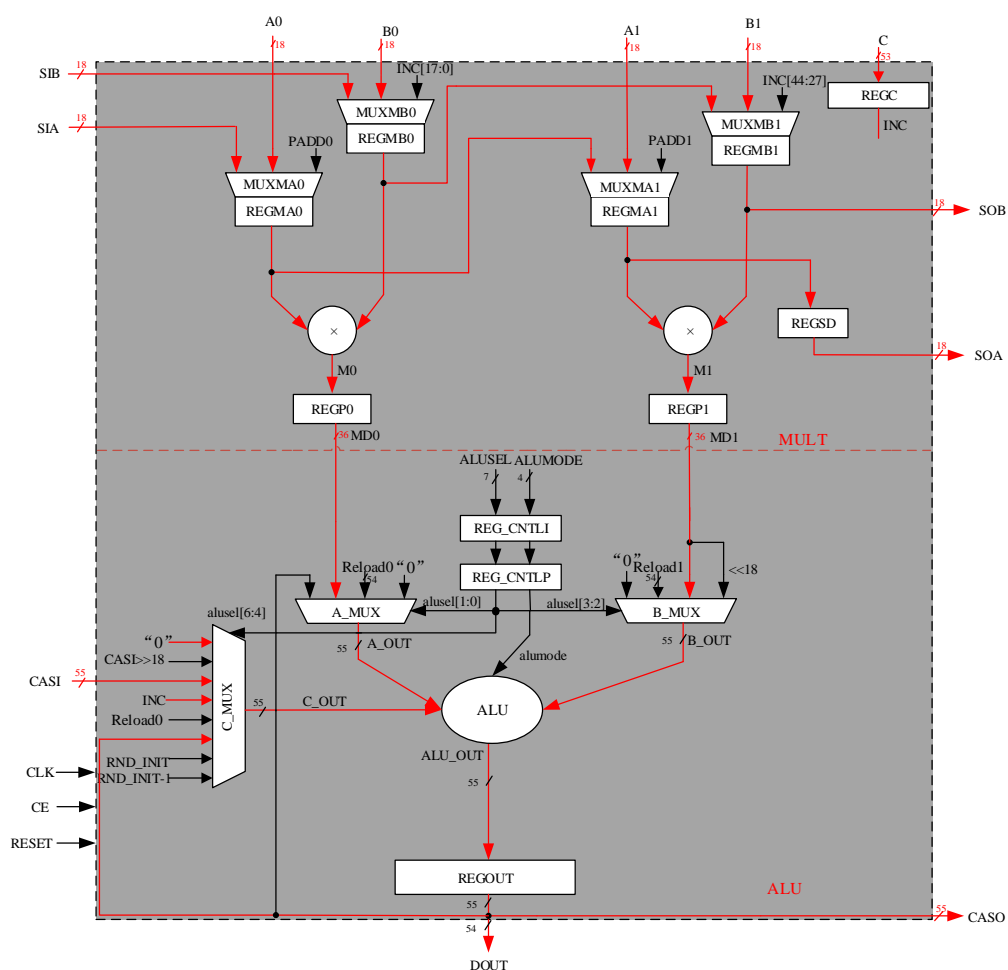 A0
B0
A1
B1
C
18
18
18
18
53
SIB
18
INC[17:0]
INC[44:27]
REGC
MUXMB0
MUXMB1
SIA
18
INC
REGMB0
PADD0
PADD1
REGMB1
MUXMA0
MUXMA1
REGMA0
REGMA1
18
SOB
×
×
REGSD
18
SOA
M0
M1
REGP0
REGP1
36
MD0
36
MD1
MULT
ALUSEL
ALUMODE
7
4
REG_CNTLI
Reload0
“0”
54
REG_CNTLP
“0”
Reload1
54
<<18
A_MUX
alusel[1:0]
alusel[3:2]
B_MUX
alusel[6:4]
“0”
A_OUT
55
B_OUT
55
CASI>>18
alumode
CASI
55
INC
C_MUX
C_OUT
55
ALU
Reload0
ALU_OUT
RND_INIT
CLK
RND_INIT-1
55
CE
RESET
REGOUT
ALU
55
55
CASO
54
DOUT